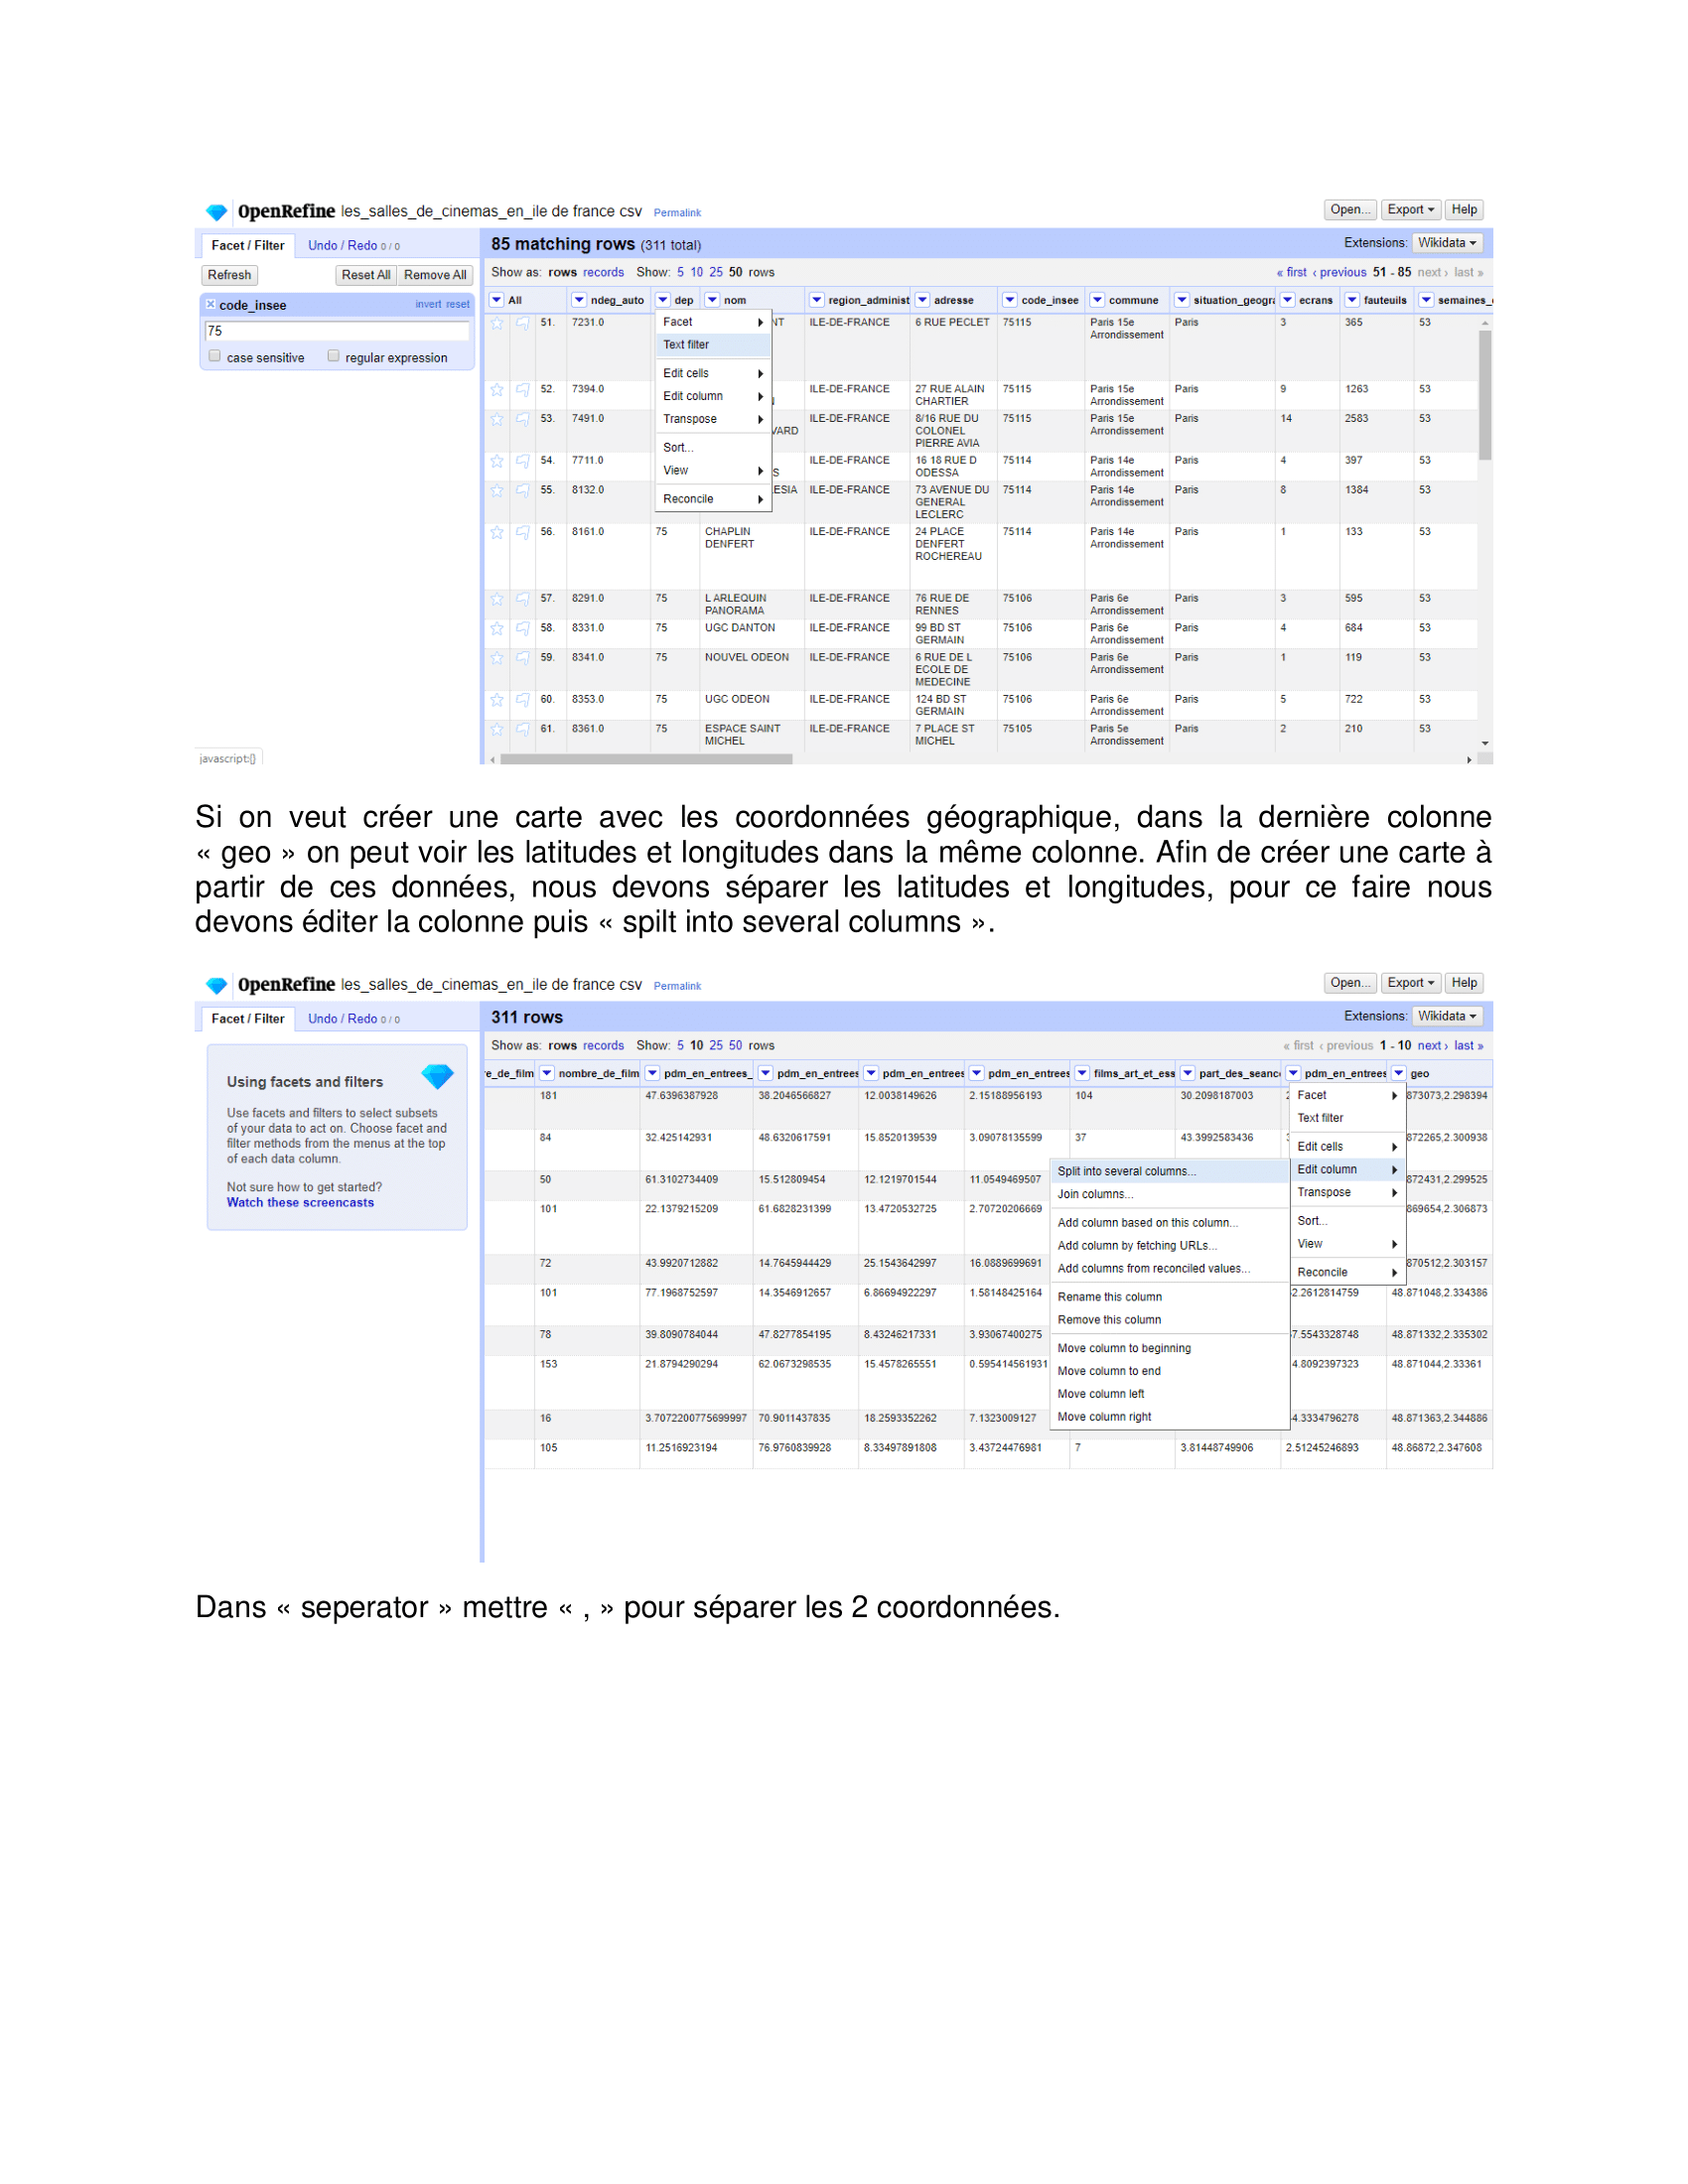 OpenRefine les_salles_de_cinemas_en_ile de france csv Permalink Open... Export Help
Facet / Filter Undo / Redo 0 / 0 85 matching rows (311 total) Extensions: Wikidata
Refresh Reset All Remove All Show as: rows records Show: 5 10 25 50 rows « first ‹ previous 51 - 85 next › last »
code_insee invert reset
75
case sensitive regular expression
All ndeg_auto dep nom region_administ adresse code_insee commune situation_geogra ecrans fauteuils semaines_
Facet
Text filter
Edit cells
Edit column
Transpose
Sort...
View
Reconcile
51. 7231.0 NT ILE-DE-FRANCE 6 RUE PECLET 75115 Paris 15e Paris 3 365 53
Arrondissement
52. 7394.0 ILE-DE-FRANCE 27 RUE ALAIN 75115 Paris 15e Paris 9 1263 53
CHARTIER Arrondissement
53. 7491.0 ILE-DE-FRANCE 8/16 RUE DU 75115 Paris 15e Paris 14 2583 53
VARD COLONEL Arrondissement
PIERRE AVIA
54. 7711.0 ILE-DE-FRANCE 16 18 RUE D 75114 Paris 14e Paris 4 397 53
S ODESSA Arrondissement
55. 8132.0 ESIA ILE-DE-FRANCE 73 AVENUE DU 75114 Paris 14e Paris 8 1384 53
GENERAL Arrondissement
LECLERC
56. 8161.0 75 CHAPLIN ILE-DE-FRANCE 24 PLACE 75114 Paris 14e Paris 1 133 53
DENFERT DENFERT Arrondissement
ROCHEREAU
57. 8291.0 75 L ARLEQUIN ILE-DE-FRANCE 76 RUE DE 75106 Paris 6e Paris 3 595 53
PANORAMA RENNES Arrondissement
58. 8331.0 75 UGC DANTON ILE-DE-FRANCE 99 BD ST 75106 Paris 6e Paris 4 684 53
GERMAIN Arrondissement
59. 8341.0 75 NOUVEL ODEON ILE-DE-FRANCE 6 RUE DE L 75106 Paris 6e Paris 1 119 53
ECOLE DE Arrondissement
MEDECINE
60. 8353.0 75 UGC ODEON ILE-DE-FRANCE 124 BD ST 75106 Paris 6e Paris 5 722 53
GERMAIN Arrondissement
61. 8361.0 75 ESPACE SAINT ILE-DE-FRANCE 7 PLACE ST 75105 Paris 5e Paris 2 210 53
MICHEL MICHEL Arrondissement
javascript:{}
Si on veut créer une carte avec les coordonnées géographique, dans la dernière colonne
« geo » on peut voir les latitudes et longitudes dans la même colonne. Afin de créer une carte à
partir de ces données, nous devons séparer les latitudes et longitudes, pour ce faire nous
devons éditer la colonne puis « spilt into several columns ».
OpenRefine les_salles_de_cinemas_en_ile de france csv Permalink Open... Export Help
Facet / Filter Undo / Redo 0 / 0 311 rows Extensions: Wikidata
Show as: rows records Show: 5 10 25 50 rows « first ‹ previous 1 - 10 next › last »
Using facets and filters
Use facets and filters to select subsets
of your data to act on. Choose facet and
filter methods from the menus at the top
of each data column.
Not sure how to get started?
Watch these screencasts
re_de_film nombre_de_film pdm_en_entrees_ pdm_en_entrees pdm_en_entrees pdm_en_entrees films_art_et_ess part_des_seance pdm_en_entrees geo
181 47.6396387928 38.2046566827 12.0038149626 2.15188956193 104 30.2098187003 873073,2.298394
84 32.425142931 48.6320617591 15.8520139539 3.09078135599 37 43.3992583436 872265,2.300938
50 61.3102734409 15.512809454 12.1219701544 11.0549469507 872431,2.299525
101 22.1379215209 61.6828231399 13.4720532725 2.70720206669 869654,2.306873
72 43.9920712882 14.7645944429 25.1543642997 16.0889699691 870512,2.303157
101 77.1968752597 14.3546912657 6.86694922297 1.58148425164 2.2612814759 48.871048,2.334386
78 39.8090784044 47.8277854195 8.43246217331 3.93067400275 7.5543328748 48.871332,2.335302
153 21.8794290294 62.0673298535 15.4578265551 0.595414561931 4.8092397323 48.871044,2.33361
16 3.7072200775699997 70.9011437835 18.2593352262 7.1323009127 4.3334796278 48.871363,2.344886
105 11.2516923194 76.9760839928 8.33497891808 3.43724476981 7 3.81448749906 2.51245246893 48.86872,2.347608
Facet
Text filter
Edit cells
Edit column
Transpose
Sort...
View
Reconcile
Split into several columns...
Join columns...
Add column based on this column...
Add column by fetching URLs...
Add columns from reconciled values...
Rename this column
Remove this column
Move column to beginning
Move column to end
Move column left
Move column right
Dans « seperator » mettre « , » pour séparer les 2 coordonnées.